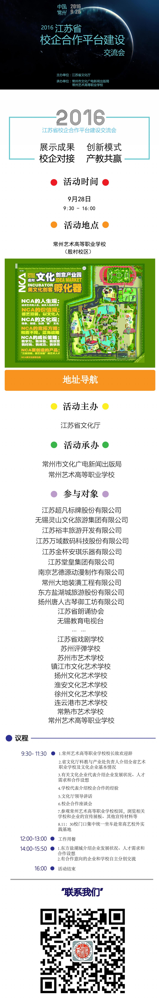 中国
常州
2016
9/28
2016 江苏省
校企合作平台建设
交流会
主办单位：江苏省文化厅
承办单位：常州市文化广电新闻出版局
常州艺术高等职业学校
2016
江苏省校企合作平台建设交流会
展示成果 创新模式
校企对接 产教共赢
活动时间
9月28日
9:30 - 16:00
活动地点
常州艺术高等职业学校
（殷村校区）
Virtual Industrial Park for Cultural Creativity Incubator for Beauty Culture Maker
NCA
虚拟 文化 创意产业园
IDEA MARKET
INCUBATOR
美文化创客 孵化器
NCA的人生观:
追求艺术的人生，追求人生的艺术
NCA的价值观:
德艺双馨，以文化人
NCA的文化观:
传承、创造、弘扬“美”文化
NCA的竞拓方略:
和而不同，蓝海战略
NCA的成长策略:
我学习、我体验、我创意
我时尚、我成功、我快乐
NCA要创造的产品:
“三创双能、德艺双馨”的艺术人才
NCA美文化创意出品
地址导航
活动主办
江苏省文化厅
活动承办
常州市文化广电新闻出版局
常州艺术高等职业学校
参与对象
江苏超凡标牌股份有限公司
无锡灵山文化旅游集团有限公司
江苏裕丰旅游开发有限公司
江苏万域数码科技股份有限公司
江苏金杯安琪乐器有限公司
江苏堂皇集团有限公司
南京艺德源动漫制作有限公司
常州大地装潢工程有限公司
东方盐湖城旅游股份有限公司
扬州唐人古琴御工坊有限公司
江苏省朗诵协会
无锡教育电视台
... ...
江苏省戏剧学校
苏州评弹学校
苏州市艺术学校
镇江市文化艺术学校
扬州文化艺术学校
淮安文化艺术学校
徐州文化艺术学校
连云港市艺术学校
常熟市艺术学校
常州艺术高等职业学校
议程
9:30- 11:30
1.常州艺术高等职业学校校长致欢迎辞
2.省文化厅科教与产业处负责人介绍全省艺术
职业学校及文化企业基本情况
3.有关文化企业代表介绍企业发展状况、人才
需求和合作设想
4.学校代表介绍校企合作的经验
5.文化厅领导讲话
6.校企合作座谈会
7.参观常州艺术高等职业学校校园，浏览相关
学校和企业的宣传展板、其他宣传材料等
8.11：30校门口集中统一坐车赴常高艺校外实
践基地
12:00-13:00 工作用餐
14:00-15:50 1.东方盐湖城介绍企业发展状况、人才需求和
合作设想
2.有合作意向的企业和学校自主分别交流
16:00 活动结束
“联系我们”